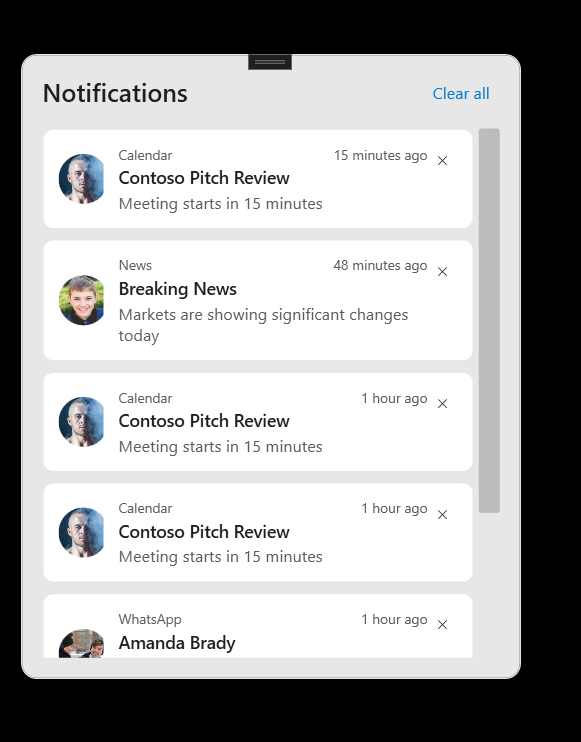 Notifications
Clear all
Calendar
15 minutes ago
Contoso Pitch Review
Meeting starts in 15 minutes
News
48 minutes ago
Breaking News
Markets are showing significant changes
today
Calendar
1 hour ago
Contoso Pitch Review
Meeting starts in 15 minutes
Calendar
1 hour ago
Contoso Pitch Review
Meeting starts in 15 minutes
WhatsApp
1 hour ago
Amanda Brady